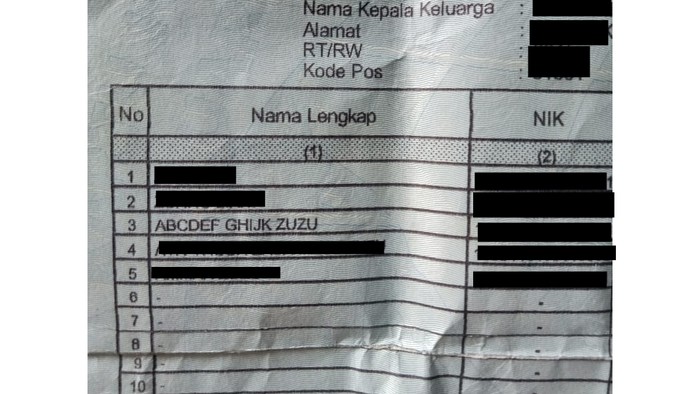 Nama Kepala Keluarga :
Alamat :
RT/RW :
Kode Pos :
No Nama Lengkap NIK
(1) (2)
1
2
3 ABCDEF GHIJK ZUZU
4
5
6 - -
7 - -
8 - -
9 - -
10 - -